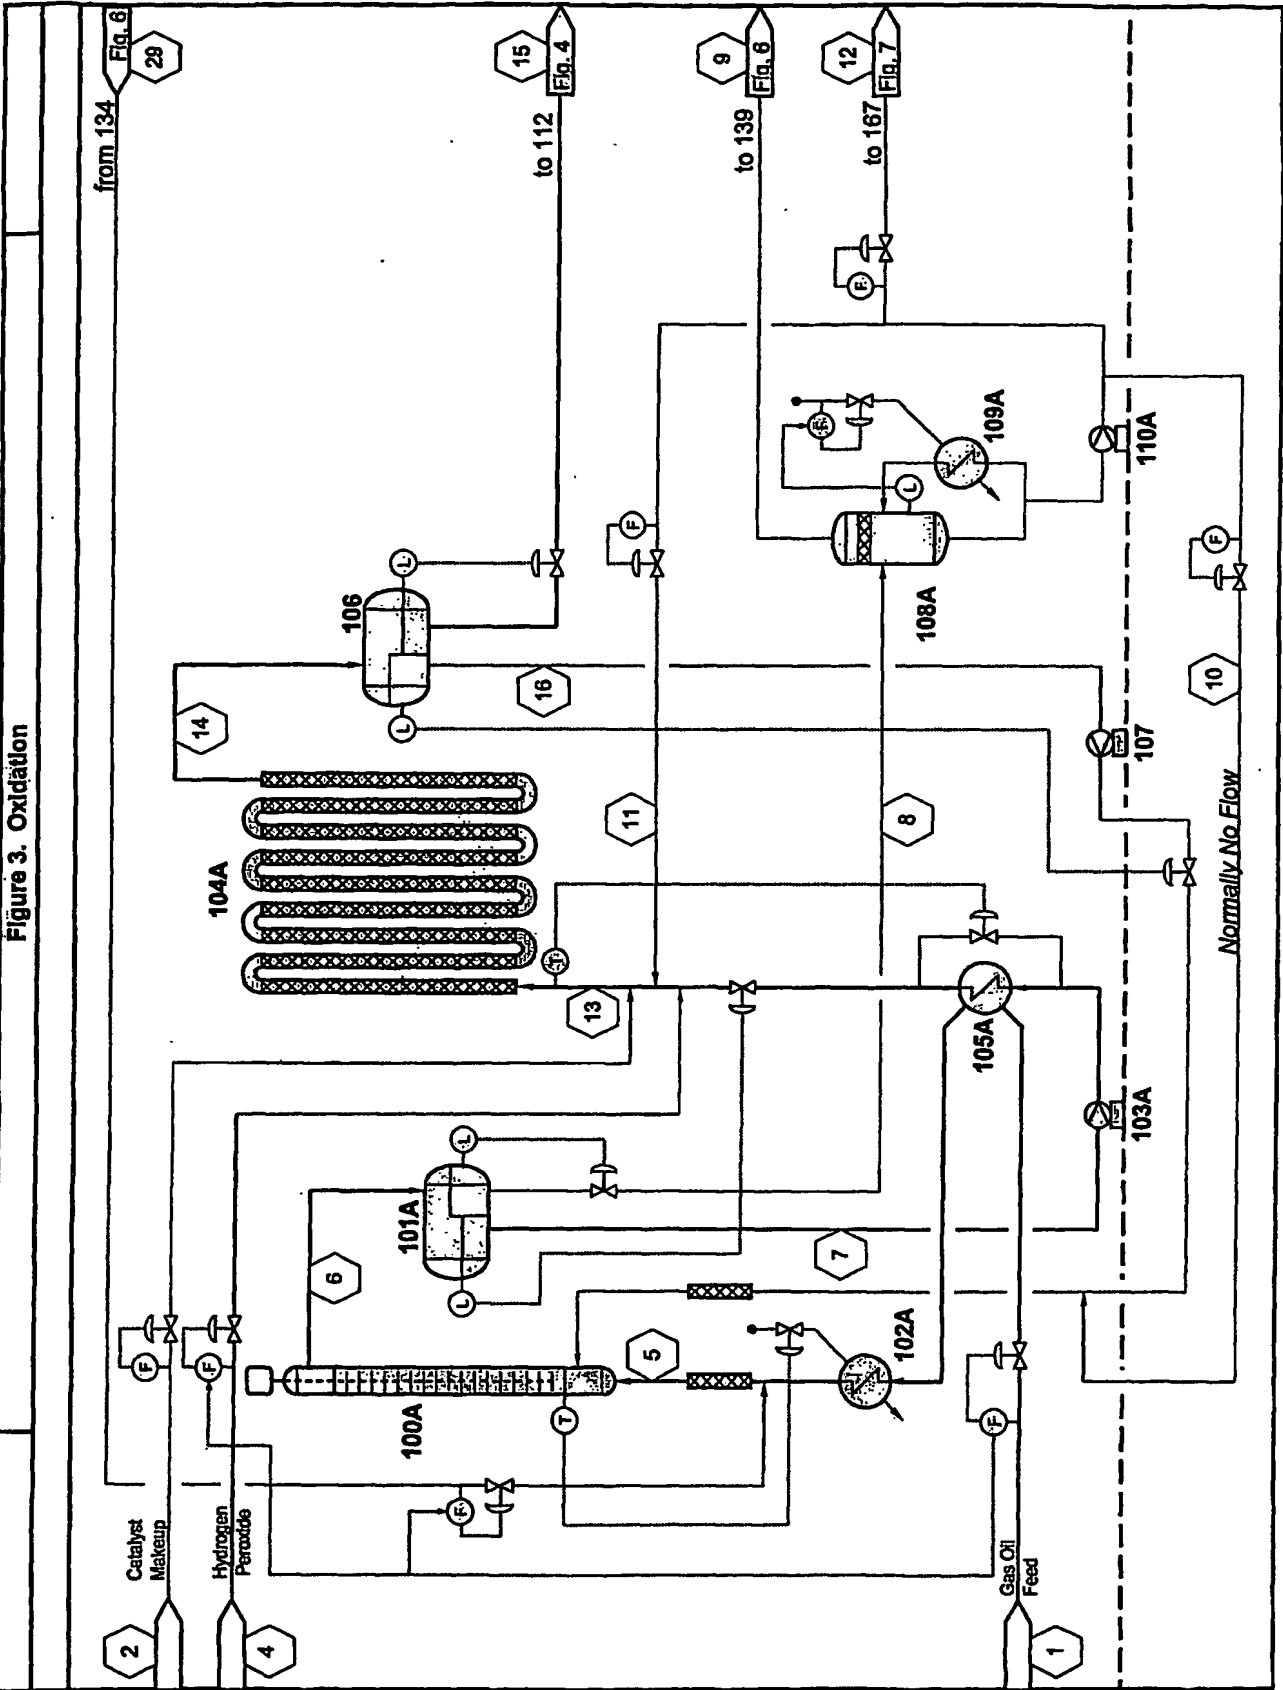 Figure 3. Oxidation
from 134
Fig. 6
29
to 112
15
Fig. 4
to 139
9
Fig. 6
to 167
12
Fig. 7
2
Catalyst
Makeup
F
4
Hydrogen
Peroxide
F
1
Gas Oil
Feed
F
F
T
100A
5
102A
6
101A
L
L
7
103A
105A
13
T
104A
14
106
L
L
16
107
11
F
8
108A
L
F
109A
110A
F
10
F
Normally No Flow